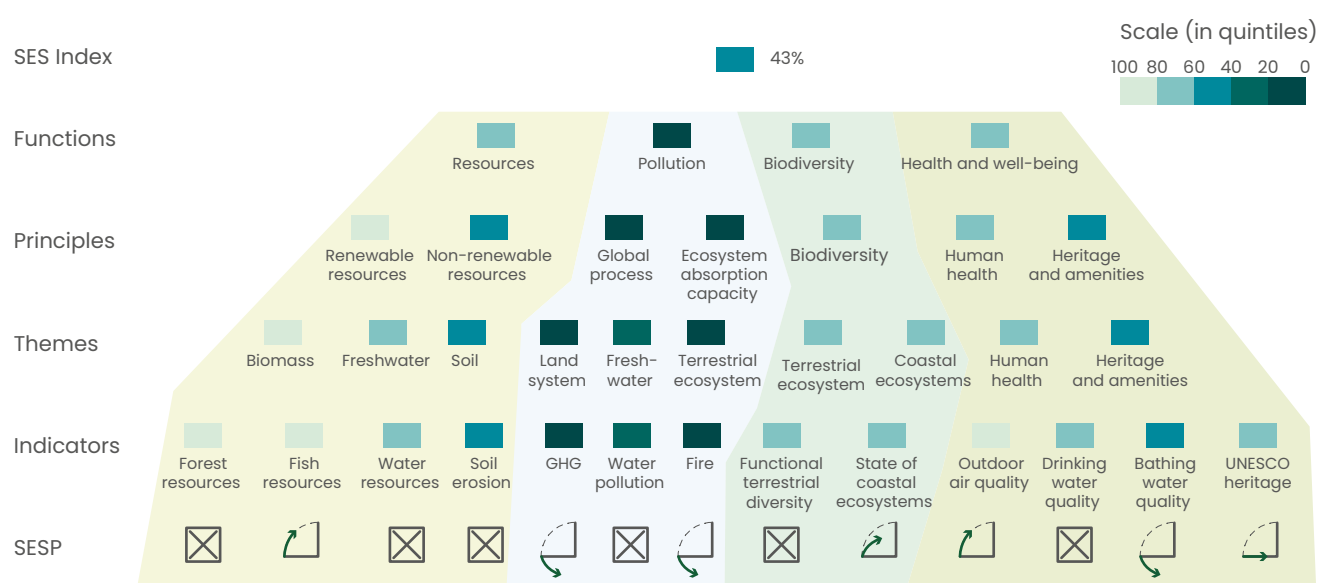 Scale (in quintiles)
SES Index
43%
100 80 60 40 20 0
Functions
Resources
Pollution
Biodiversity
Health and well-being
Principles
Renewable
resources
Non-renewable
resources
Global
process
Ecosystem
absorption
capacity
Biodiversity
Human
health
Heritage
and amenities
Themes
Biomass
Freshwater
Soil
Land
system
Fresh-
water
Terrestrial
ecosystem
Terrestrial
ecosystem
Coastal
ecosystems
Human
health
Heritage
and amenities
Indicators
Forest
resources
Fish
resources
Water
resources
Soil
erosion
GHG
Water
pollution
Fire
Functional
terrestrial
diversity
State of
coastal
ecosystems
Outdoor
air quality
Drinking
water
quality
Bathing
water
quality
UNESCO
heritage
SESP